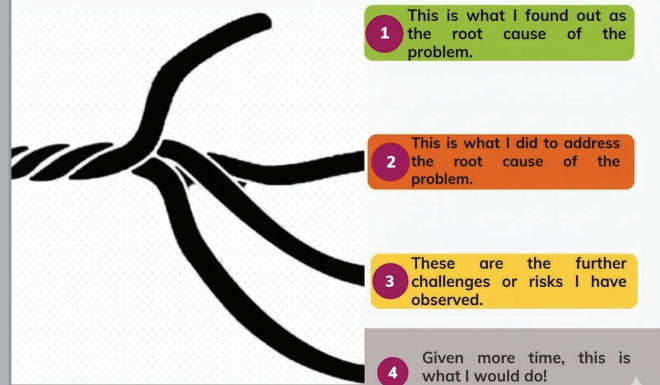 1
This is what I found out as
the root cause of the
problem.
2
This is what I did to address
the root cause of the
problem.
3
These are the further
challenges or risks I have
observed.
4
Given more time, this is
what I would do!